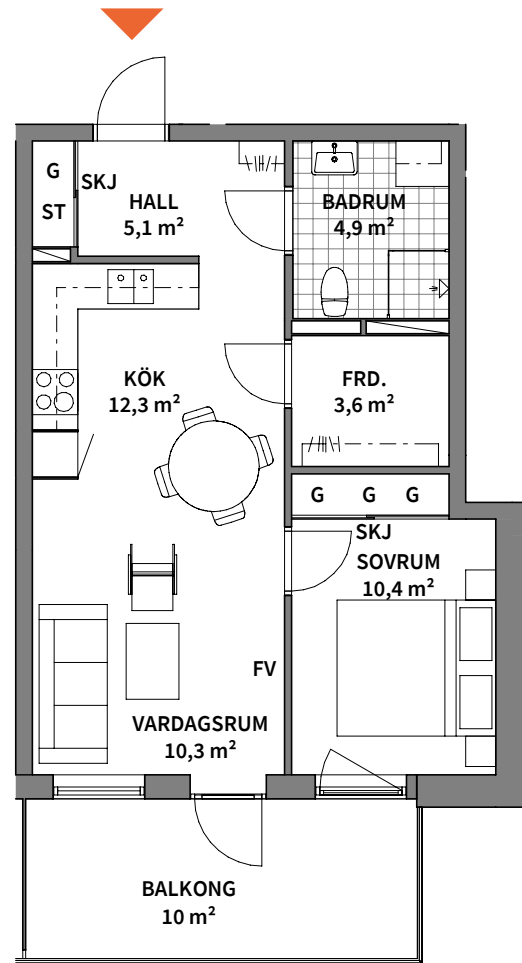 G
ST
SKJ
HALL
5,1 m²
BADRUM
4,9 m²
KÖK
12,3 m²
FRD.
3,6 m²
G G G
SKJ
SOVRUM
10,4 m²
FV
VARDAGSRUM
10,3 m²
BALKONG
10 m²